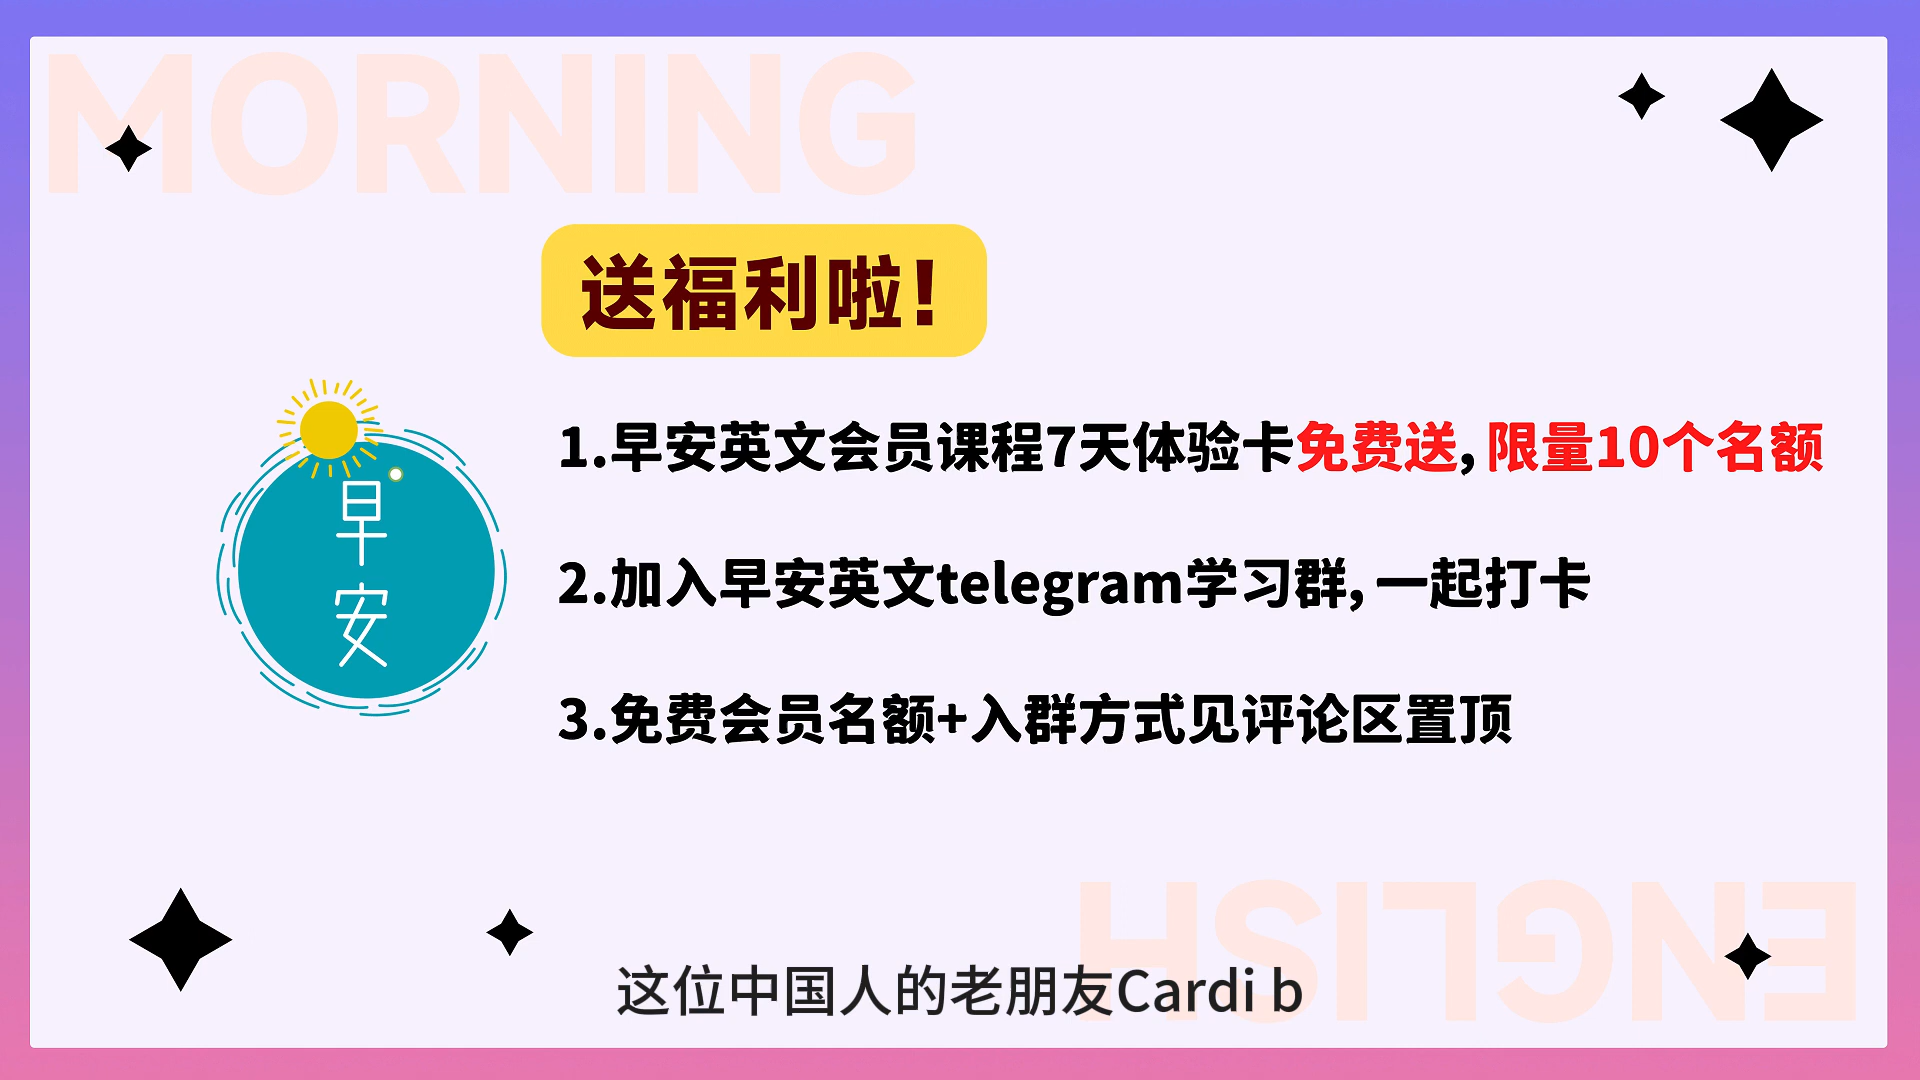 MORNING
送福利啦!
1.早安英文会员课程7天体验卡免费送,限量10个名额
早安
2.加入早安英文telegram学习群,一起打卡
3.免费会员名额+入群方式见评论区置顶
ENGLISH
这位中国人的老朋友Cardi b